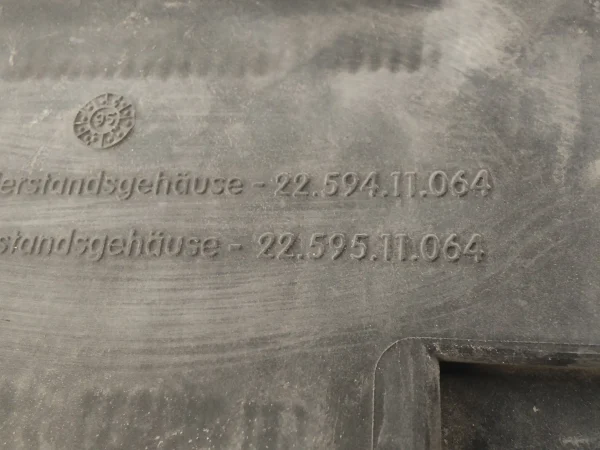 95
derstandsgehäuse - 22.594.11.064
standsgehäuse - 22.595.11.064